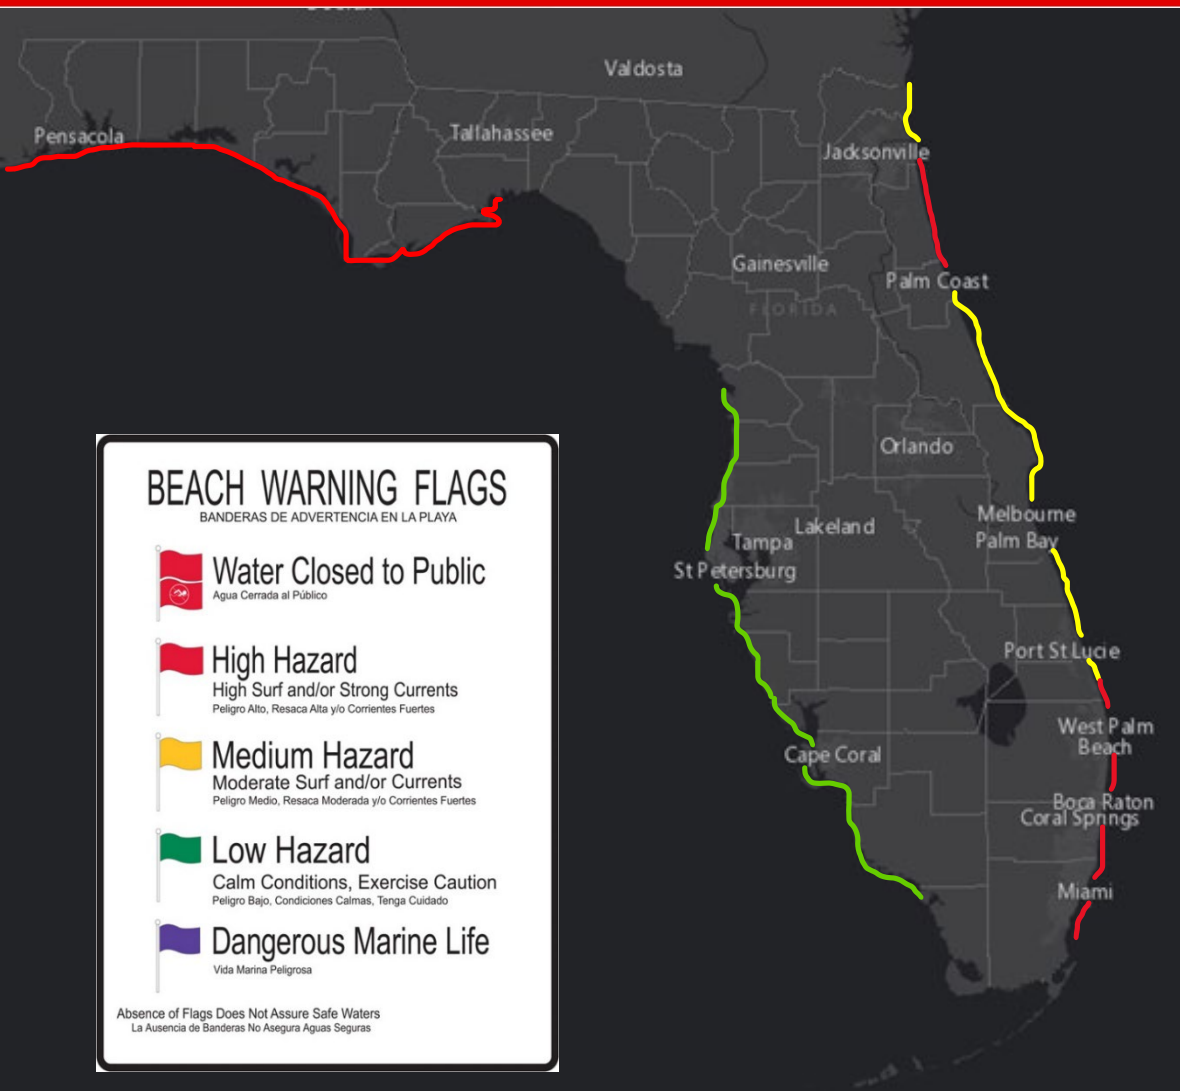 Valdosta
Pensacola
Tallahassee
Jacksonville
Gainesville
Palm Coast
FLORIDA
Orlando
Melbourne
Lakeland
Palm Bay
Tampa
St Petersburg
Port St Lucie
West Palm
Beach
Cape Coral
Boca Raton
Coral Springs
Miami
BEACH WARNING FLAGS
BANDERAS DE ADVERTENCIA EN LA PLAYA
Water Closed to Public
Agua Cerrada al Público
High Hazard
High Surf and/or Strong Currents
Peligro Alto, Resaca Alta y/o Corrientes Fuertes
Medium Hazard
Moderate Surf and/or Currents
Peligro Medio, Resaca Moderada y/o Corrientes Fuertes
Low Hazard
Calm Conditions, Exercise Caution
Peligro Bajo, Condiciones Calmas, Tenga Cuidado
Dangerous Marine Life
Vida Marina Peligrosa
Absence of Flags Does Not Assure Safe Waters
La Ausencia de Banderas No Asegura Aguas Seguras